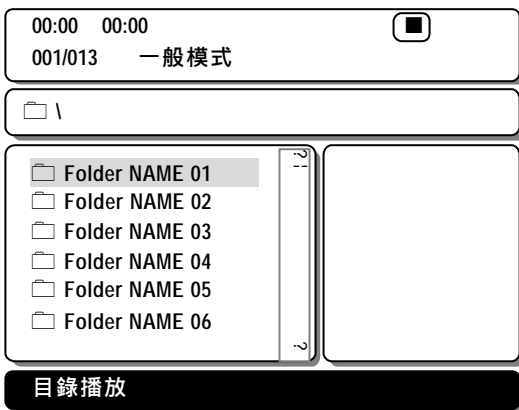 00:00 00:00
001/013 一般模式
\
Folder NAME 01
Folder NAME 02
Folder NAME 03
Folder NAME 04
Folder NAME 05
Folder NAME 06
目錄播放